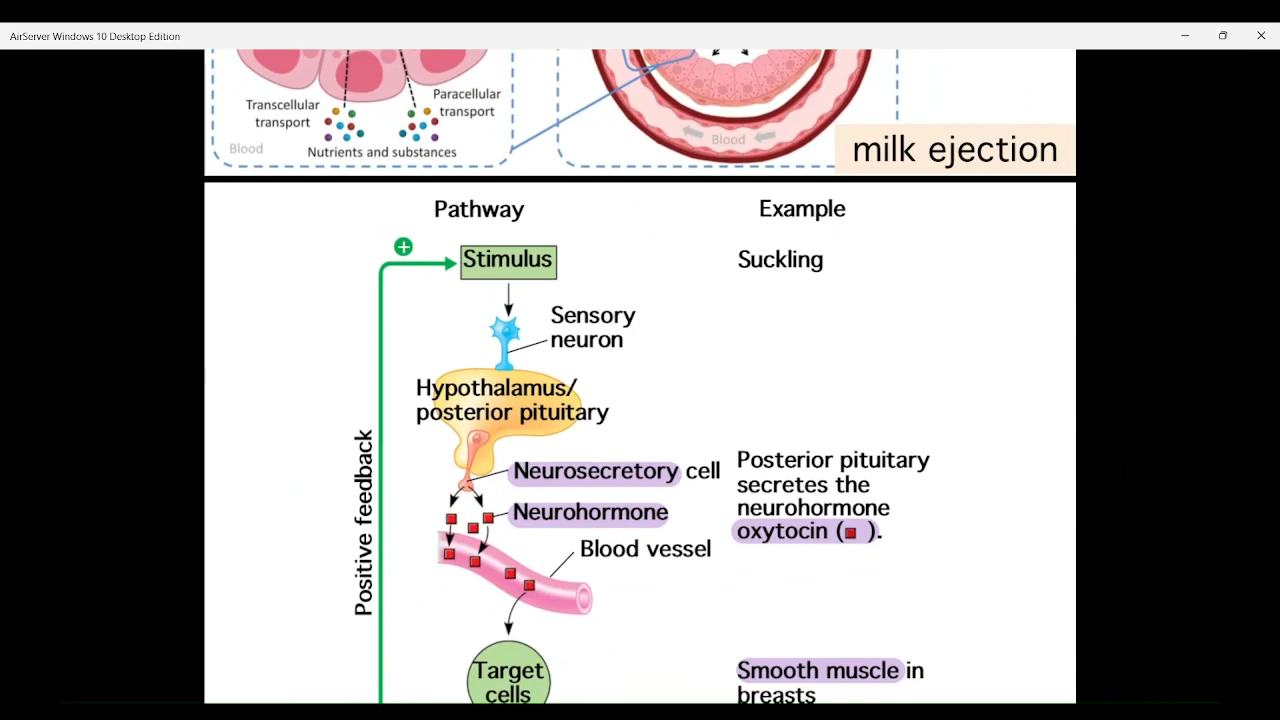 AirServer Windows 10 Desktop Edition
Transcellular
transport
Paracellular
transport
Blood
Nutrients and substances
Blood
milk ejection
Pathway
Example
+
Stimulus
Suckling
Sensory
neuron
Hypothalamus/
posterior pituitary
Neurosecretory cell
Neurohormone
Posterior pituitary
secretes the
neurohormone
oxytocin ( ).
Blood vessel
Positive feedback
Target
cells
Smooth muscle in
breasts